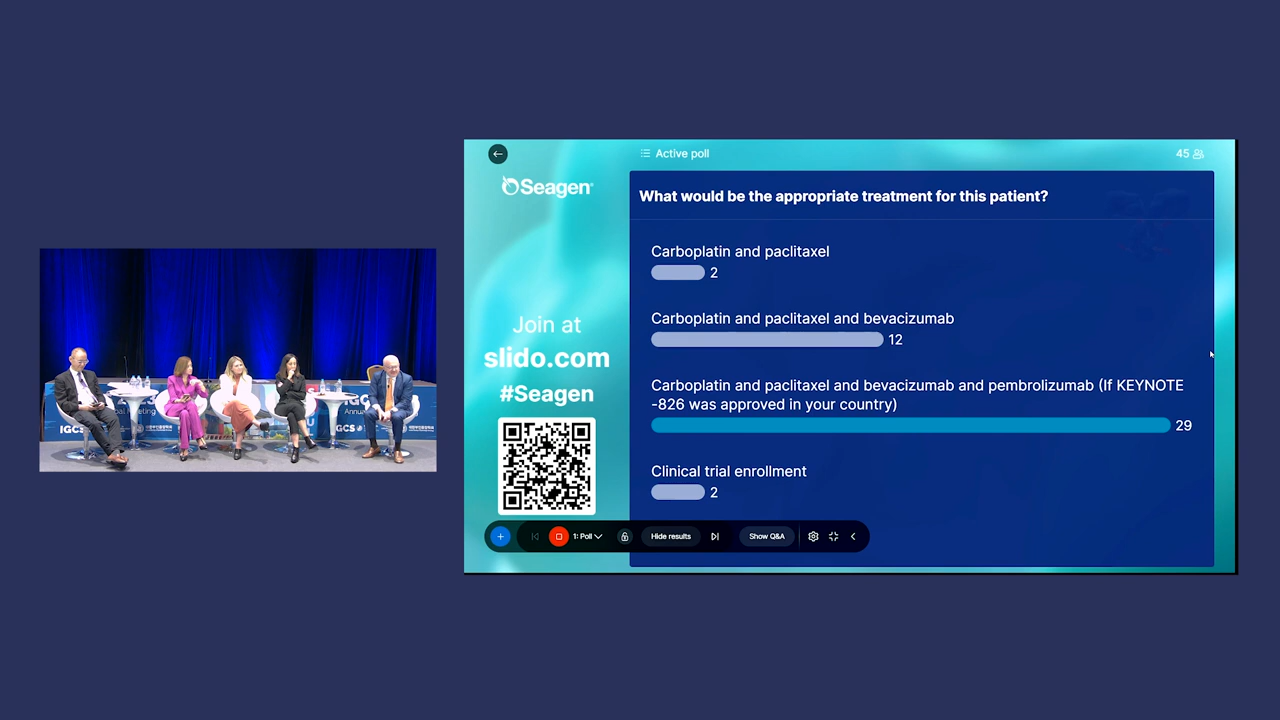 Active poll
45
Seagen
What would be the appropriate treatment for this patient?
Carboplatin and paclitaxel
2
Carboplatin and paclitaxel and bevacizumab
12
Carboplatin and paclitaxel and bevacizumab and pembrolizumab (If KEYNOTE
-826 was approved in your country)
29
Clinical trial enrollment
2
Join at
slido.com
#Seagen
1: Poll
Hide results
Show Q&A
IGCS
IGCS